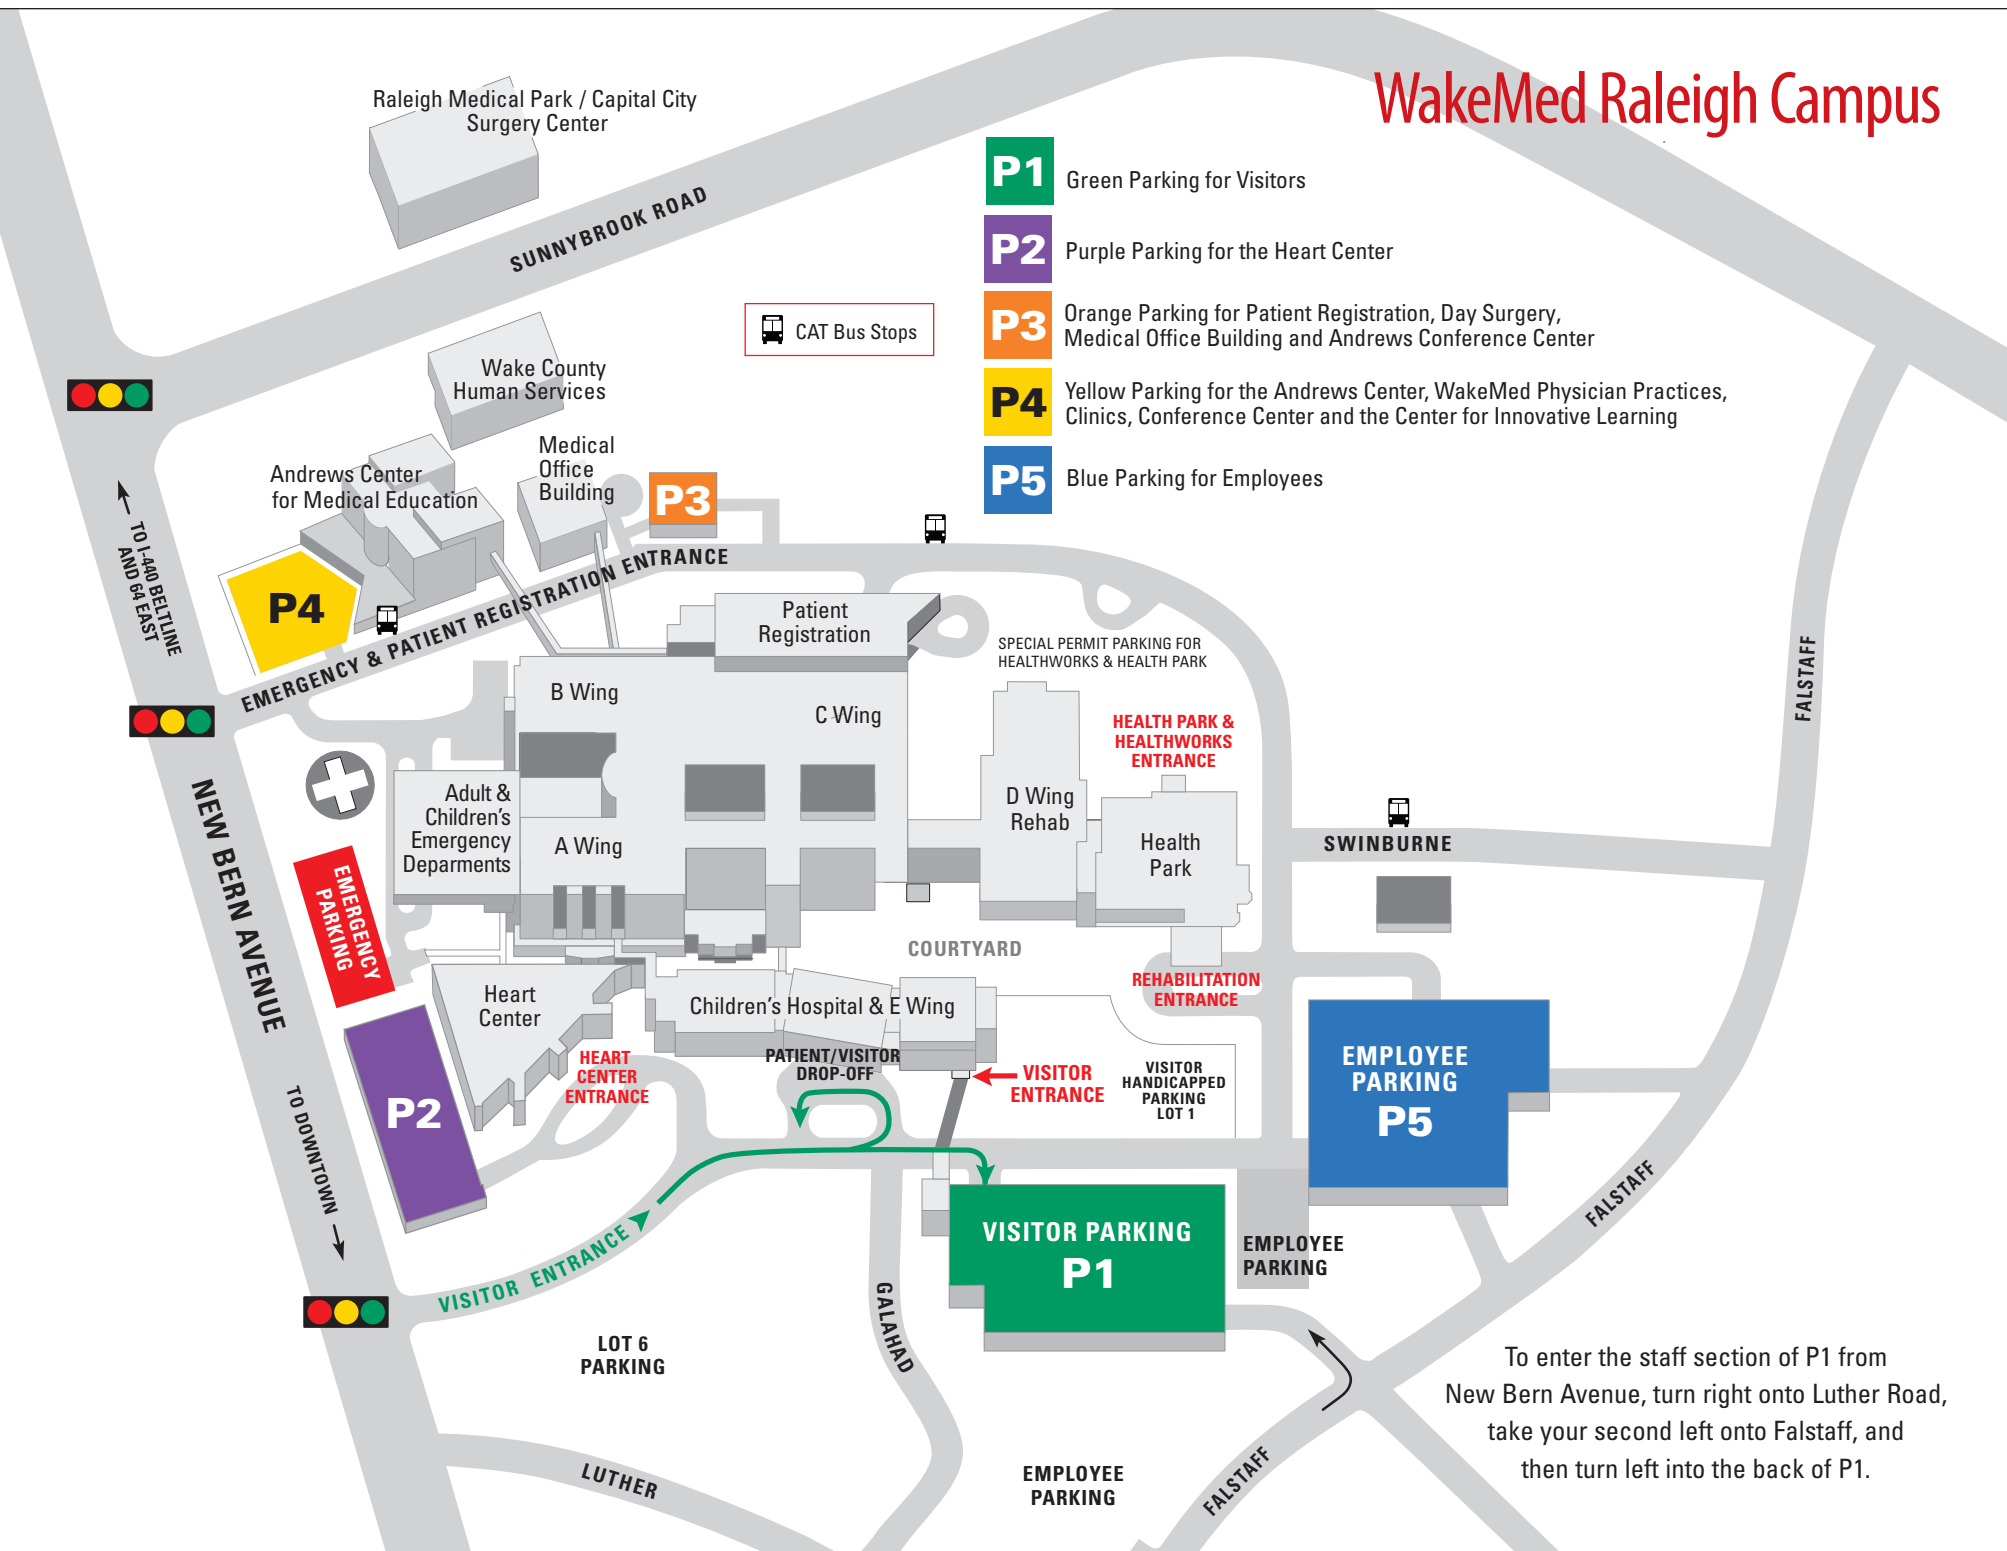 WakeMed Raleigh Campus
Raleigh Medical Park / Capital City
Surgery Center
SUNNYBROOK ROAD
P1
Green Parking for Visitors
P2
Purple Parking for the Heart Center
P3
Orange Parking for Patient Registration, Day Surgery,
Medical Office Building and Andrews Conference Center
P4
Yellow Parking for the Andrews Center, WakeMed Physician Practices,
Clinics, Conference Center and the Center for Innovative Learning
P5
Blue Parking for Employees
CAT Bus Stops
Wake County
Human Services
Medical
Office
Building
Andrews Center
for Medical Education
P3
P4
TO I-440 BELTLINE
AND 64 EAST
EMERGENCY & PATIENT REGISTRATION ENTRANCE
Patient
Registration
SPECIAL PERMIT PARKING FOR
HEALTHWORKS & HEALTH PARK
FALSTAFF
B Wing
C Wing
HEALTH PARK &
HEALTHWORKS
ENTRANCE
NEW BERN AVENUE
Adult &
Children's
Emergency
Deparments
A Wing
D Wing
Rehab
Health
Park
SWINBURNE
EMERGENCY
PARKING
COURTYARD
REHABILITATION
ENTRANCE
Heart
Center
Children's Hospital & E Wing
HEART
CENTER
ENTRANCE
PATIENT/VISITOR
DROP-OFF
VISITOR
ENTRANCE
VISITOR
HANDICAPPED
PARKING
LOT 1
EMPLOYEE
PARKING
P5
P2
TO DOWNTOWN
FALSTAFF
VISITOR ENTRANCE
VISITOR PARKING
P1
EMPLOYEE
PARKING
GALAHAD
LOT 6
PARKING
To enter the staff section of P1 from
New Bern Avenue, turn right onto Luther Road,
take your second left onto Falstaff, and
then turn left into the back of P1.
LUTHER
EMPLOYEE
PARKING
FALSTAFF